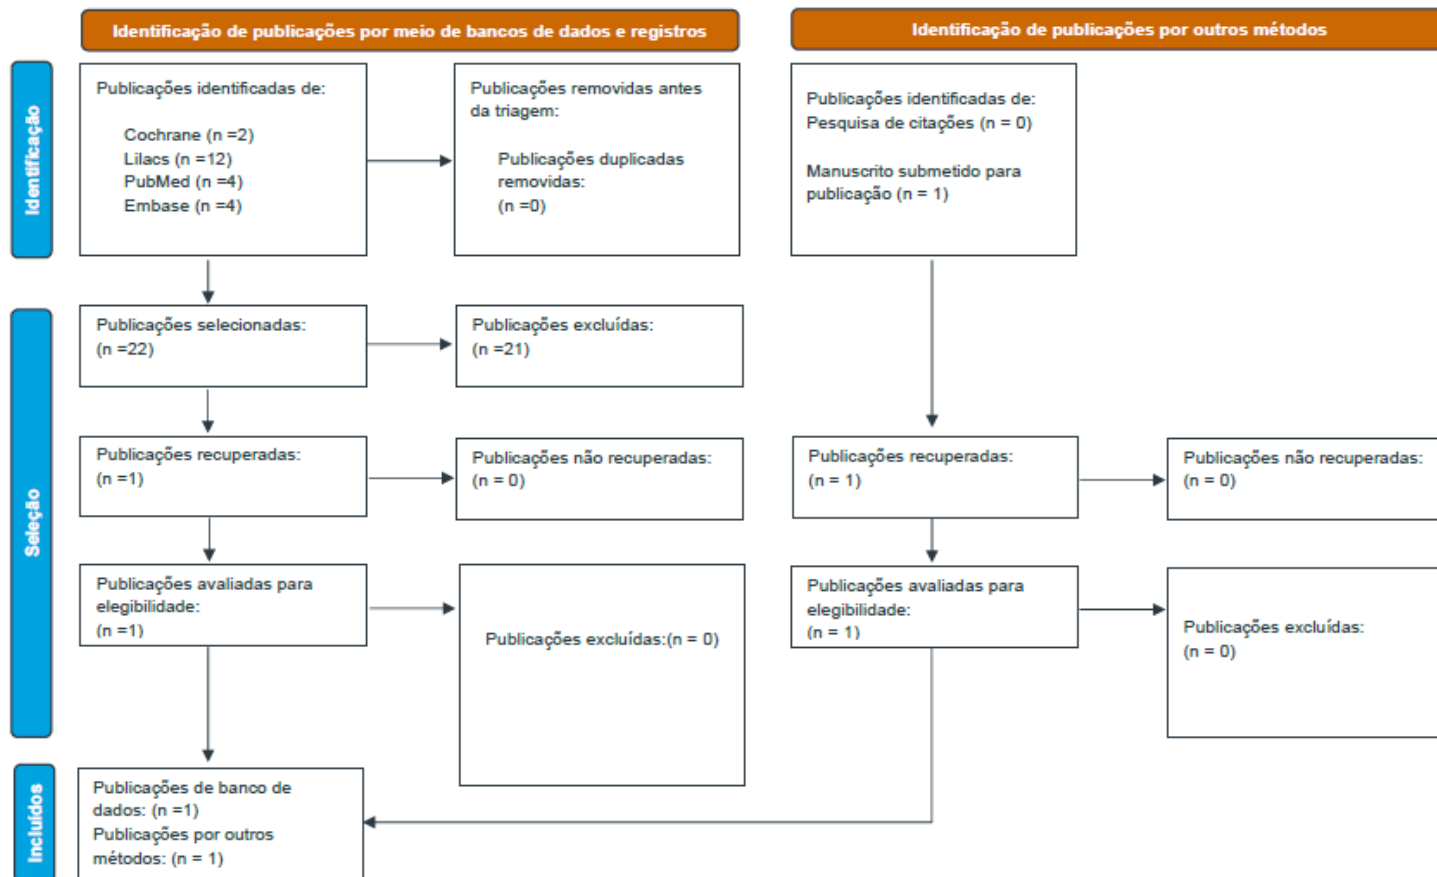 Identificação de publicações por meio de bancos de dados e registros
Identificação de publicações por outros métodos
Identificação
Publicações identificadas de:
Cochrane (n =2)
Lilacs (n =12)
PubMed (n =4)
Embase (n =4)
Publicações removidas antes
da triagem:
Publicações duplicadas
removidas:
(n =0)
Publicações identificadas de:
Pesquisa de citações (n = 0)
Manuscrito submetido para
publicação (n = 1)
Seleção
Publicações selecionadas:
(n =22)
Publicações excluídas:
(n =21)
Publicações recuperadas:
(n =1)
Publicações não recuperadas:
(n = 0)
Publicações recuperadas:
(n = 1)
Publicações não recuperadas:
(n = 0)
Publicações avaliadas para
elegibilidade:
(n =1)
Publicações excluídas:(n = 0)
Publicações avaliadas para
elegibilidade:
(n = 1)
Publicações excluídas:
(n = 0)
Incluídos
Publicações de banco de
dados: (n =1)
Publicações por outros
métodos: (n = 1)